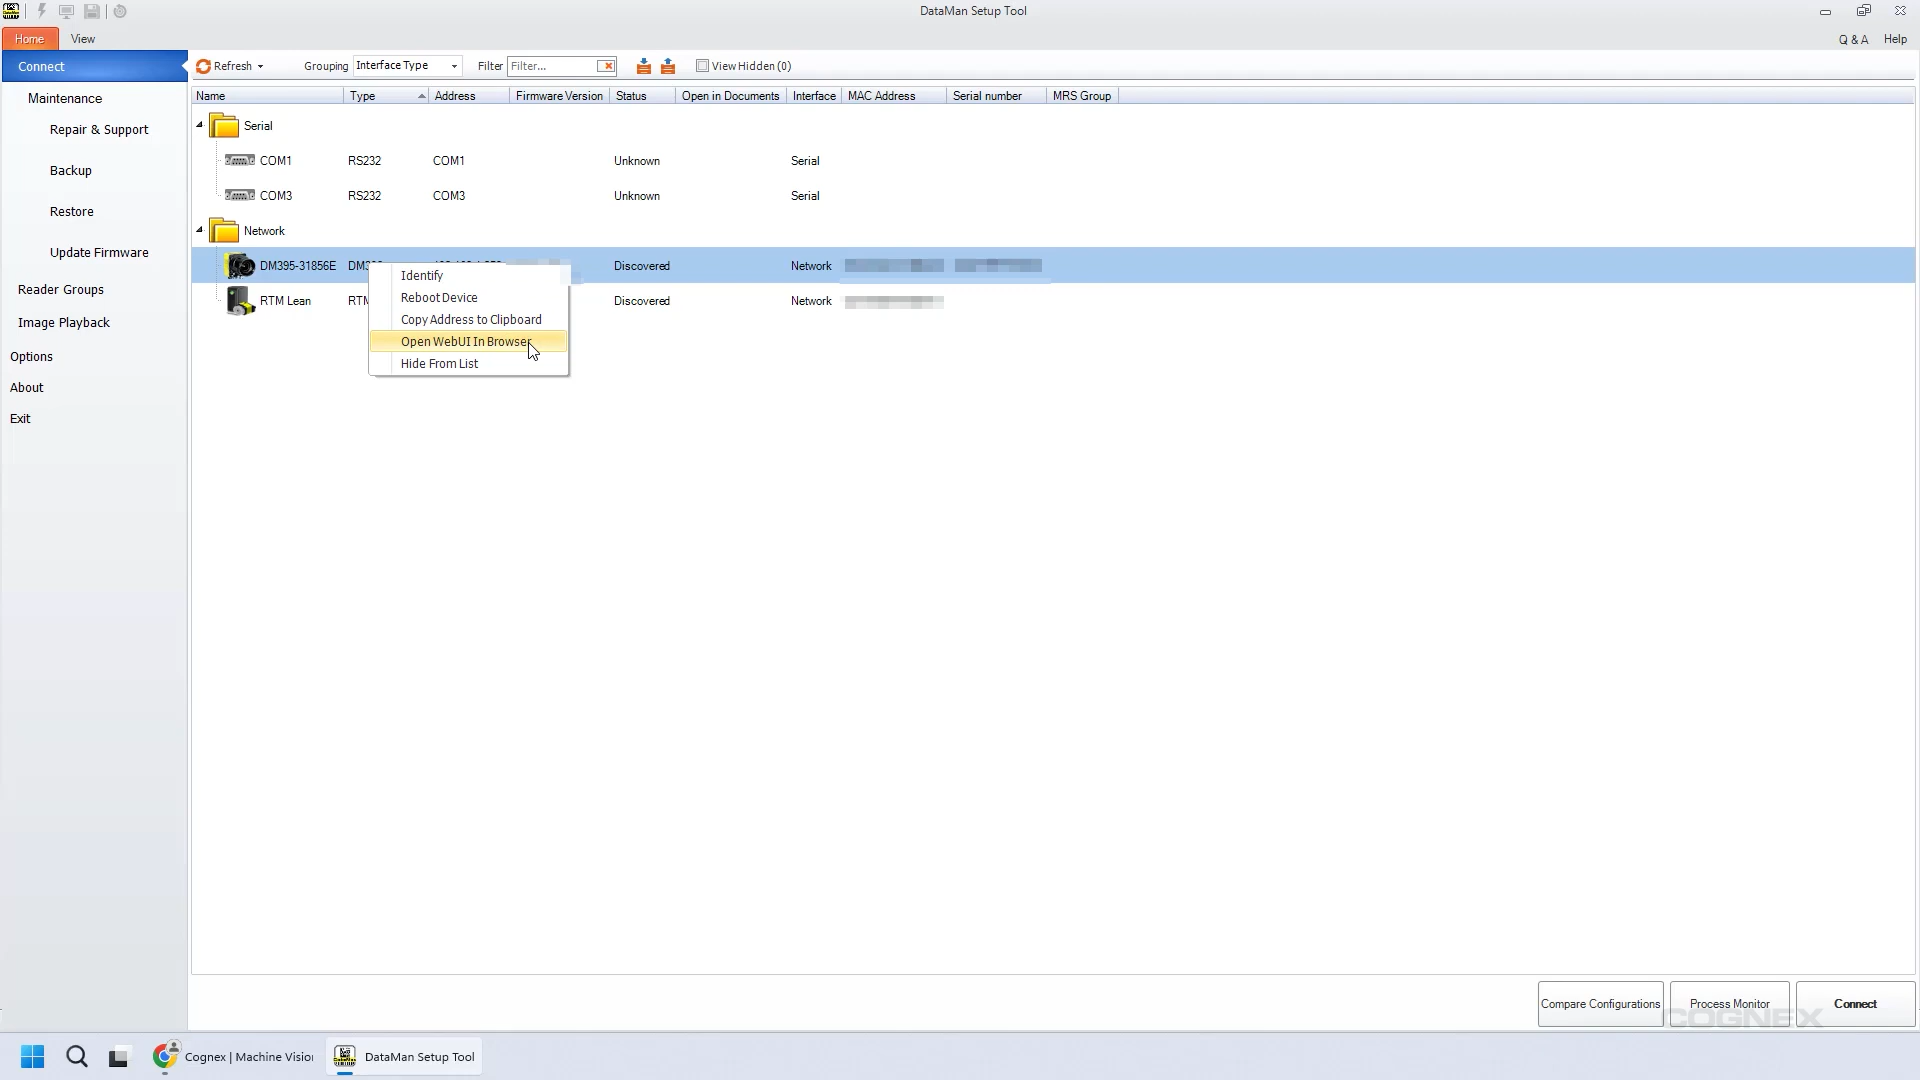 DataMan Setup Tool
Home View
Q & A Help
Connect
Maintenance
Repair & Support
Backup
Restore
Update Firmware
Reader Groups
Image Playback
Options
About
Exit
Refresh Grouping Interface Type Filter Filter... View Hidden (0)
Name Type Address Firmware Version Status Open in Documents Interface MAC Address Serial number MRS Group
Serial
COM1 RS232 COM1 Unknown Serial
COM3 RS232 COM3 Unknown Serial
Network
DM395-31856E Discovered Network
RTM Lean Discovered Network
Identify
Reboot Device
Copy Address to Clipboard
Open WebUI In Browser
Hide From List
Compare Configurations Process Monitor Connect
COGNEX
Cognex | Machine Visio DataMan Setup Tool